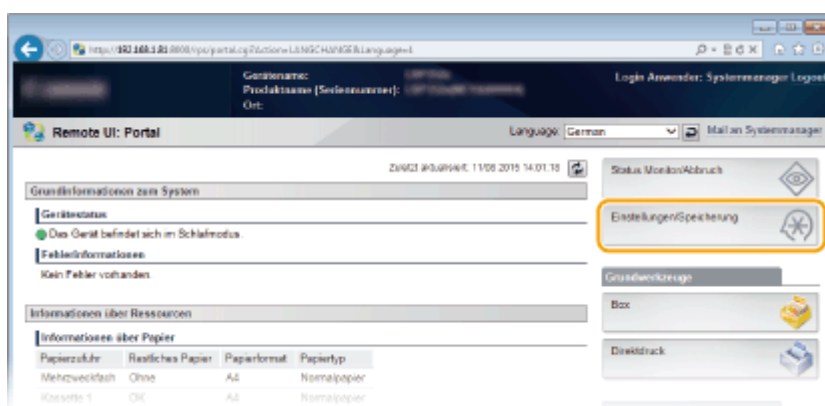 Gerätename:
Produktname (Seriennummer):
Ort:
Login Anwender: Systemmanager Logout
Remote UI: Portal
Language: German
Mail an Systemmanager
Zuletzt aktualisiert: 11/08 2015 14:01:18
Grundinformationen zum System
Gerätestatus
Das Gerät befindet sich im Schlafmodus.
Fehlerinformationen
Kein Fehler vorhanden.
Informationen über Ressourcen
Informationen über Papier
Papierzufuhr Restliches Papier Papierformat Papiertyp
Mehrzweckfach Ohne A4 Normalpapier
Kassette 1 OK A4 Normalpapier
Status Monitor/Abbruch
Einstellungen/Speicherung
Grundwerkzeuge
Box
Direktdruck